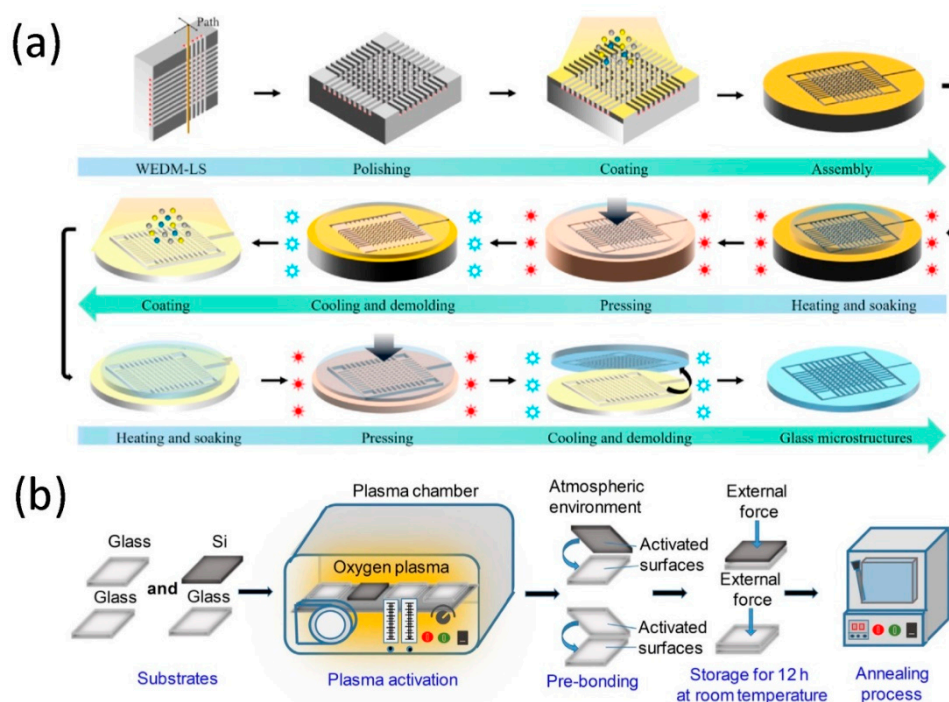 (a)
Path
WEDM-LS
Polishing
Coating
Assembly
Coating
Cooling and demolding
Pressing
Heating and soaking
Heating and soaking
Pressing
Cooling and demolding
Glass microstructures
(b)
Glass
Si
and
Glass
Glass
Substrates
Plasma chamber
Oxygen plasma
Plasma activation
Atmospheric
environment
Activated
surfaces
Activated
surfaces
Pre-bonding
External
force
External
force
Storage for 12 h
at room temperature
Annealing
process